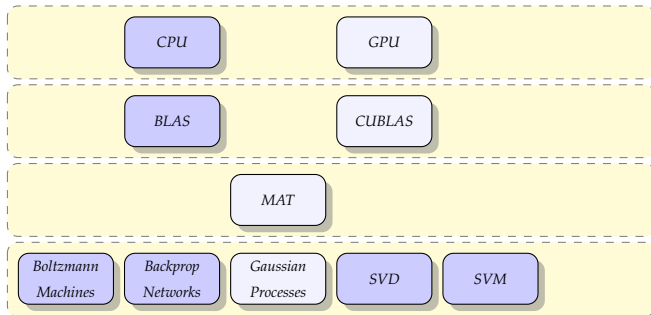 CPU
GPU
BLAS
CUBLAS
MAT
Boltzmann
Machines
Backprop
Networks
Gaussian
Processes
SVD
SVM